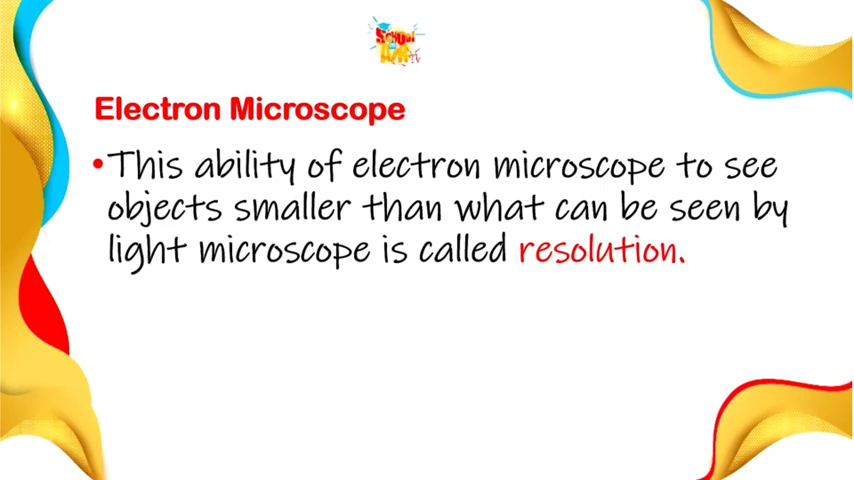 SCHOOL
Electron Microscope
•This ability of electron microscope to see
objects smaller than what can be seen by
light microscope is called resolution.